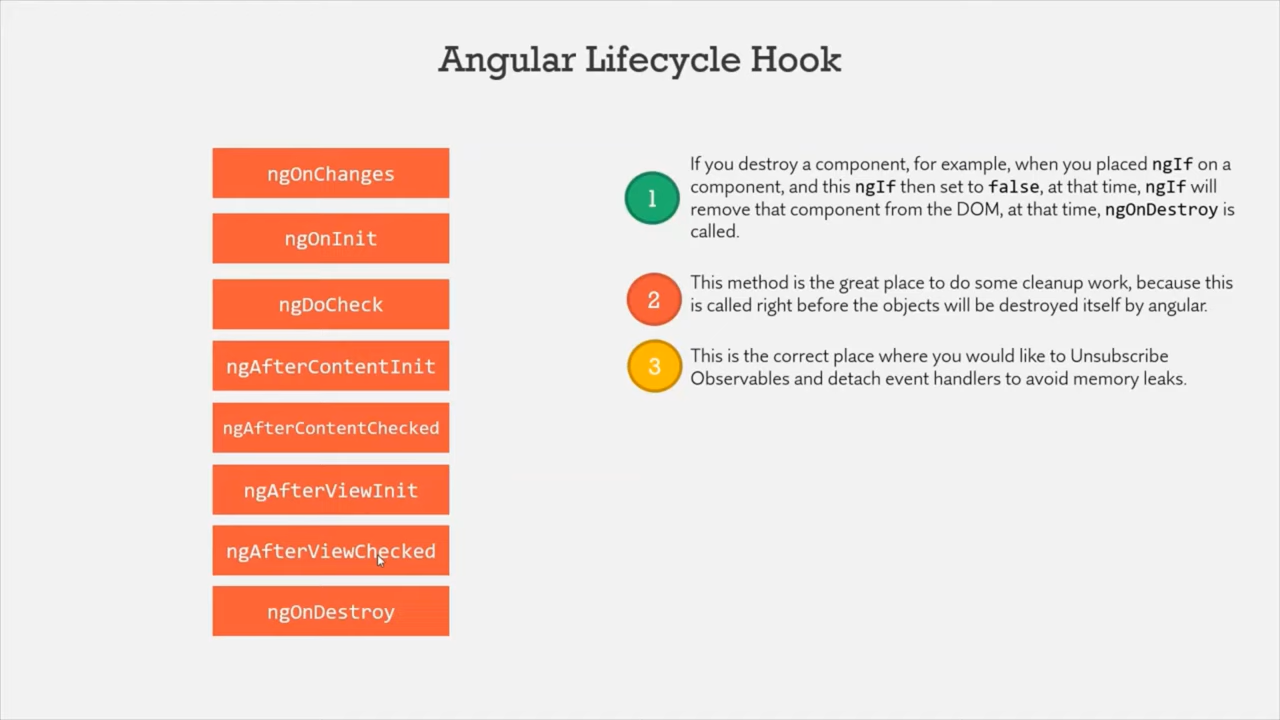 Angular Lifecycle Hook
ngOnChanges
ngOnInit
ngDoCheck
ngAfterContentInit
ngAfterContentChecked
ngAfterViewInit
ngAfterViewChecked
ngOnDestroy
1
If you destroy a component, for example, when you placed ngIf on a
component, and this ngIf then set to false, at that time, ngIf will
remove that component from the DOM, at that time, ngOnDestroy is
called.
2
This method is the great place to do some cleanup work, because this
is called right before the objects will be destroyed itself by angular.
3
This is the correct place where you would like to Unsubscribe
Observables and detach event handlers to avoid memory leaks.